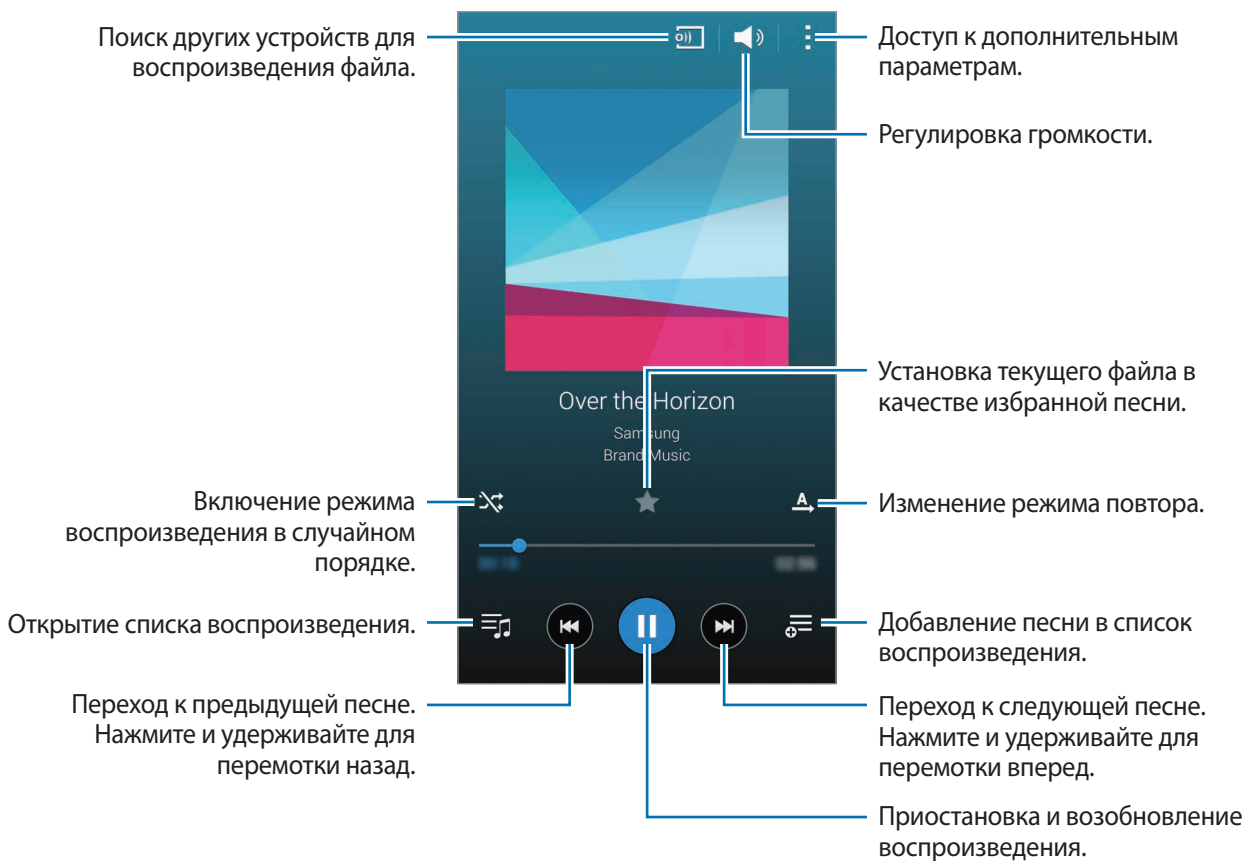 Поиск других устройств для
воспроизведения файла.
Доступ к дополнительным
параметрам.
Регулировка громкости.
Установка текущего файла в
качестве избранной песни.
Over the Horizon
Samsung
Brand Music
Включение режима
воспроизведения в случайном
порядке.
A
Изменение режима повтора.
Открытие списка воспроизведения.
Добавление песни в список
воспроизведения.
Переход к предыдущей песне.
Нажмите и удерживайте для
перемотки назад.
Переход к следующей песне.
Нажмите и удерживайте для
перемотки вперед.
Приостановка и возобновление
воспроизведения.